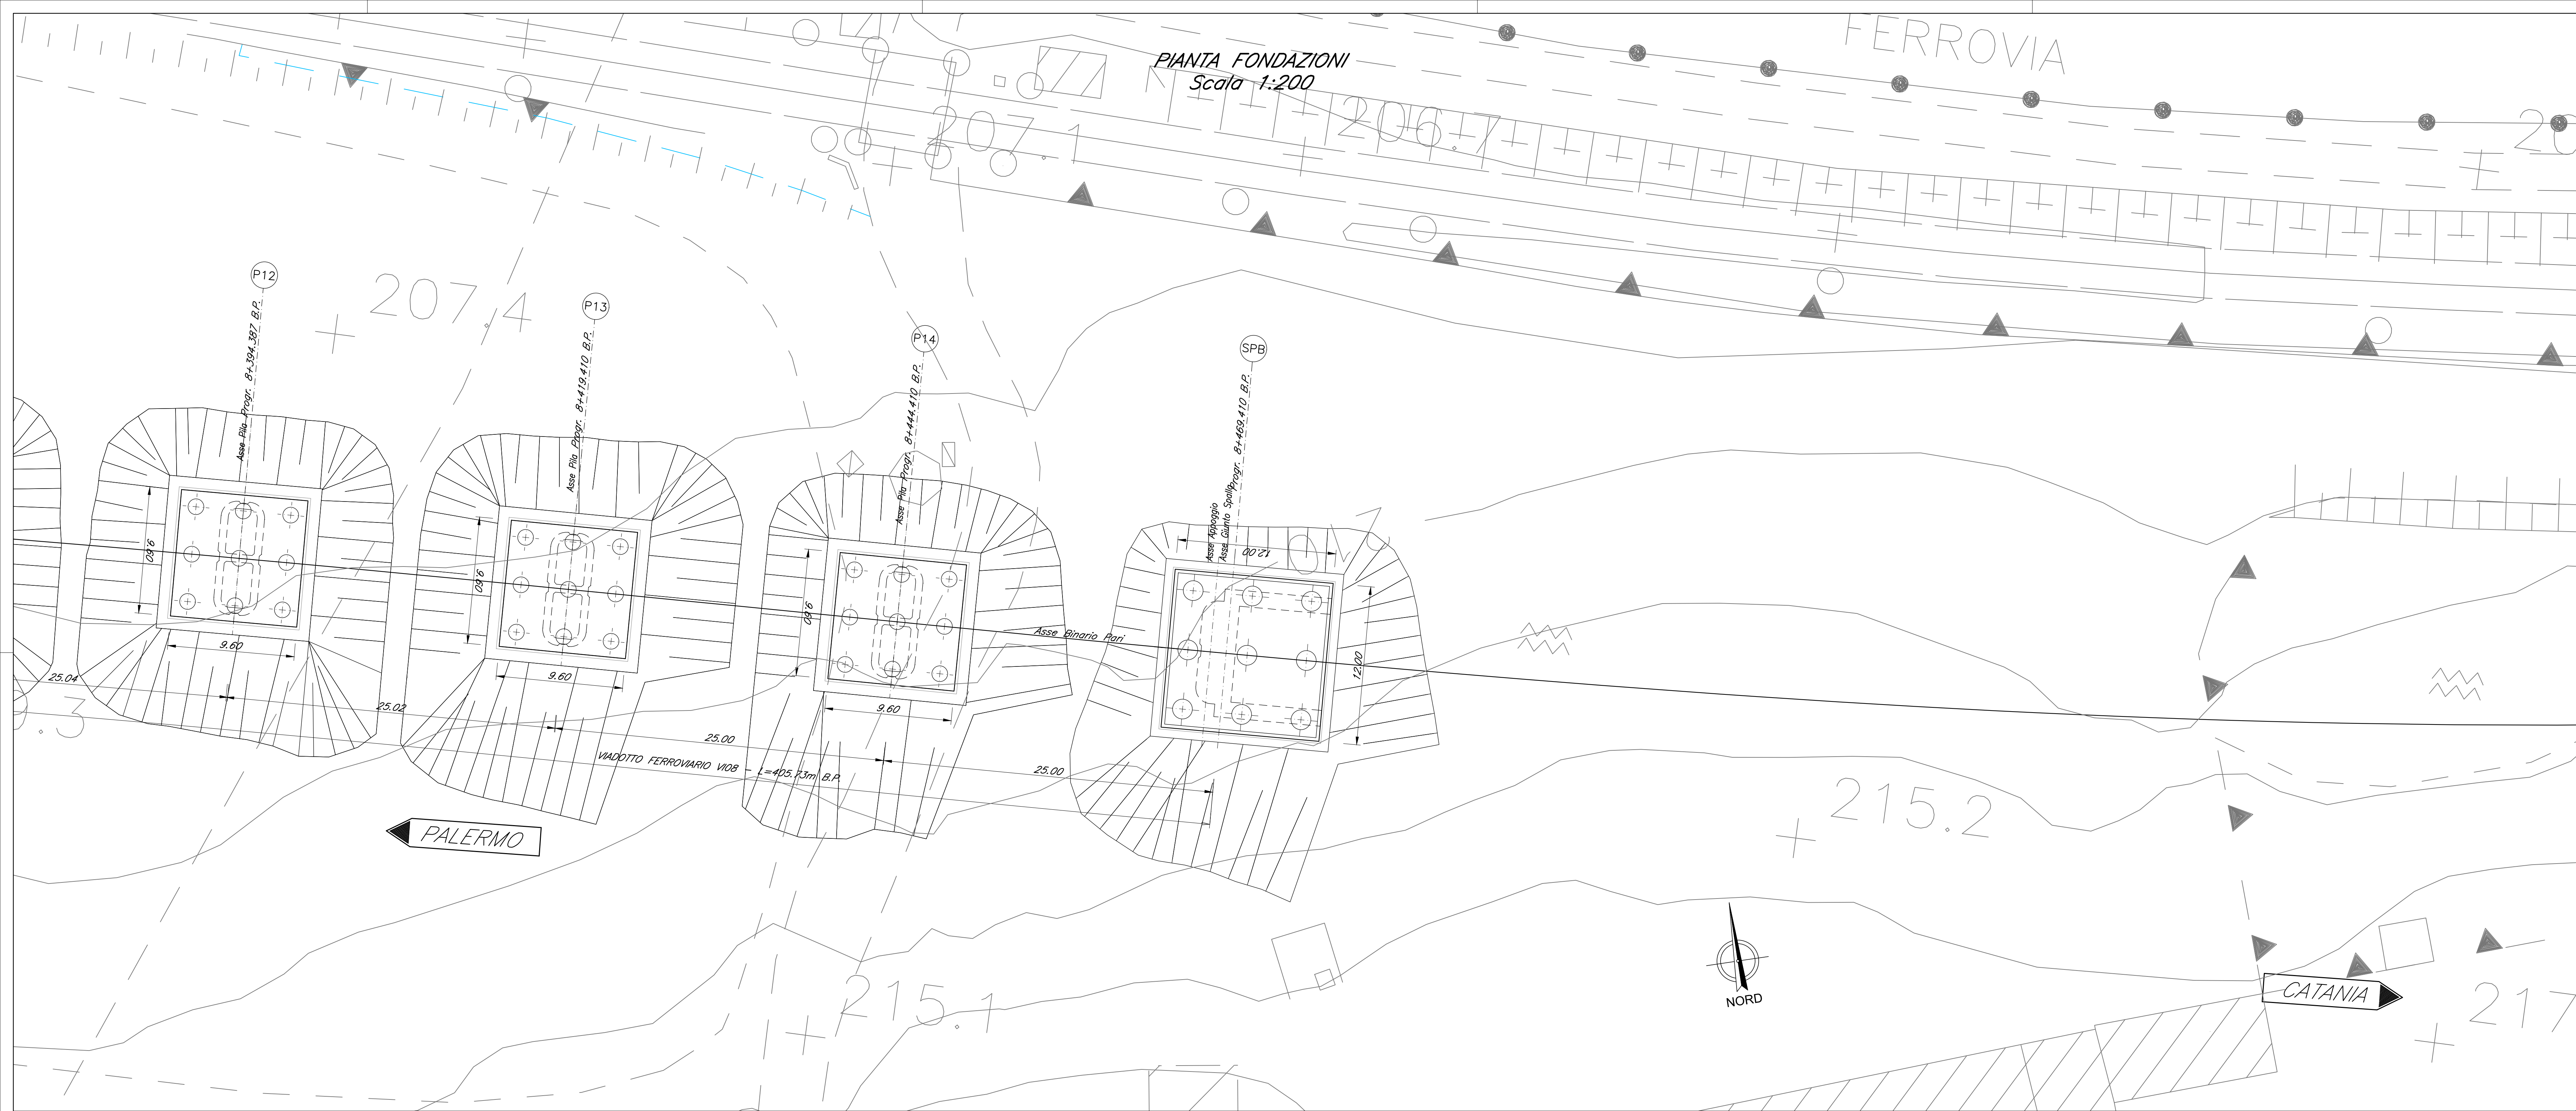 PIANTA FONDAZIONI
Scala 1:200
FERROVIA
207.1
206.7
20
207.4
P12
Asse Pila Progr. 8+394.387 B.P.
P13
Asse Pila Progr. 8+419.410 B.P.
P14
Asse Pila Progr. 8+444.410 B.P.
SPB
Progr. 8+469.410 B.P.
Asse Appoggio
Asse Giunto Spalla
12.00
9.60
9.60
9.60
12.00
Asse Binario Pari
9.60
9.60
9.60
25.04
25.02
25.00
25.00
.3
VIADOTTO FERROVIARIO VI08 - L=405.73m B.P.
PALERMO
215.2
215.1
NORD
CATANIA
217